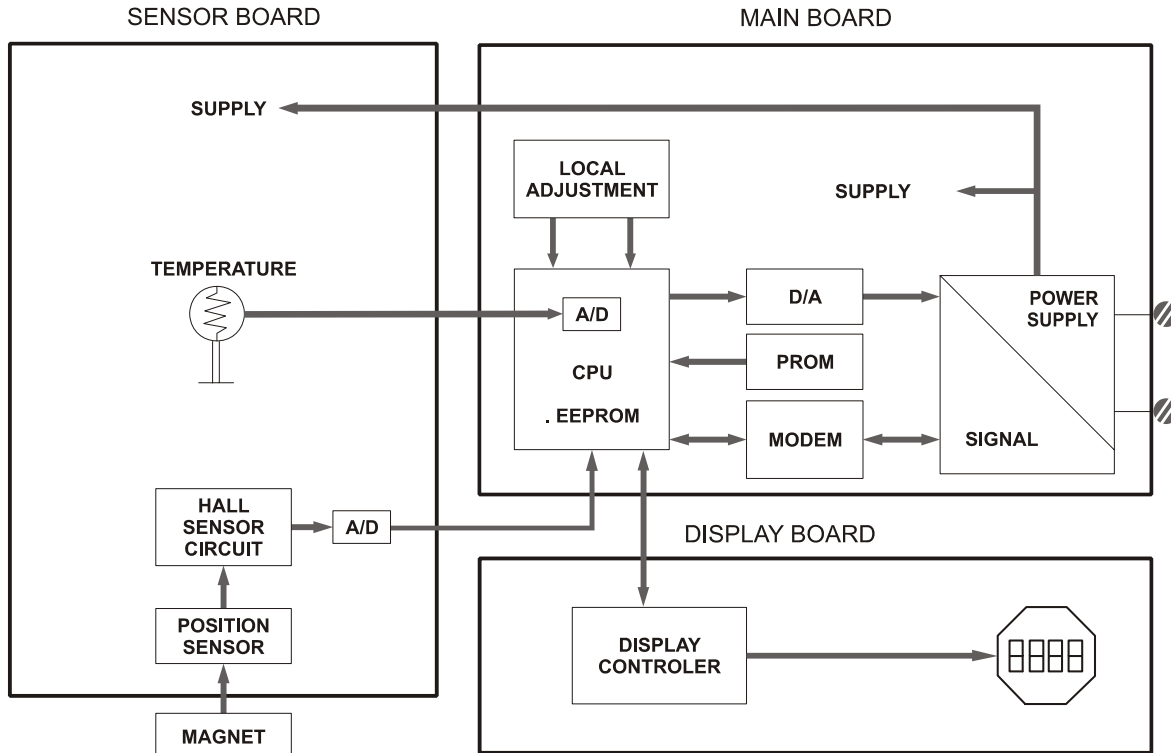 SENSOR BOARD
MAIN BOARD
SUPPLY
LOCAL
ADJUSTMENT
SUPPLY
TEMPERATURE
A/D
CPU
. EEPROM
D/A
PROM
MODEM
POWER
SUPPLY
SIGNAL
HALL
SENSOR
CIRCUIT
A/D
POSITION
SENSOR
MAGNET
DISPLAY BOARD
DISPLAY
CONTROLER